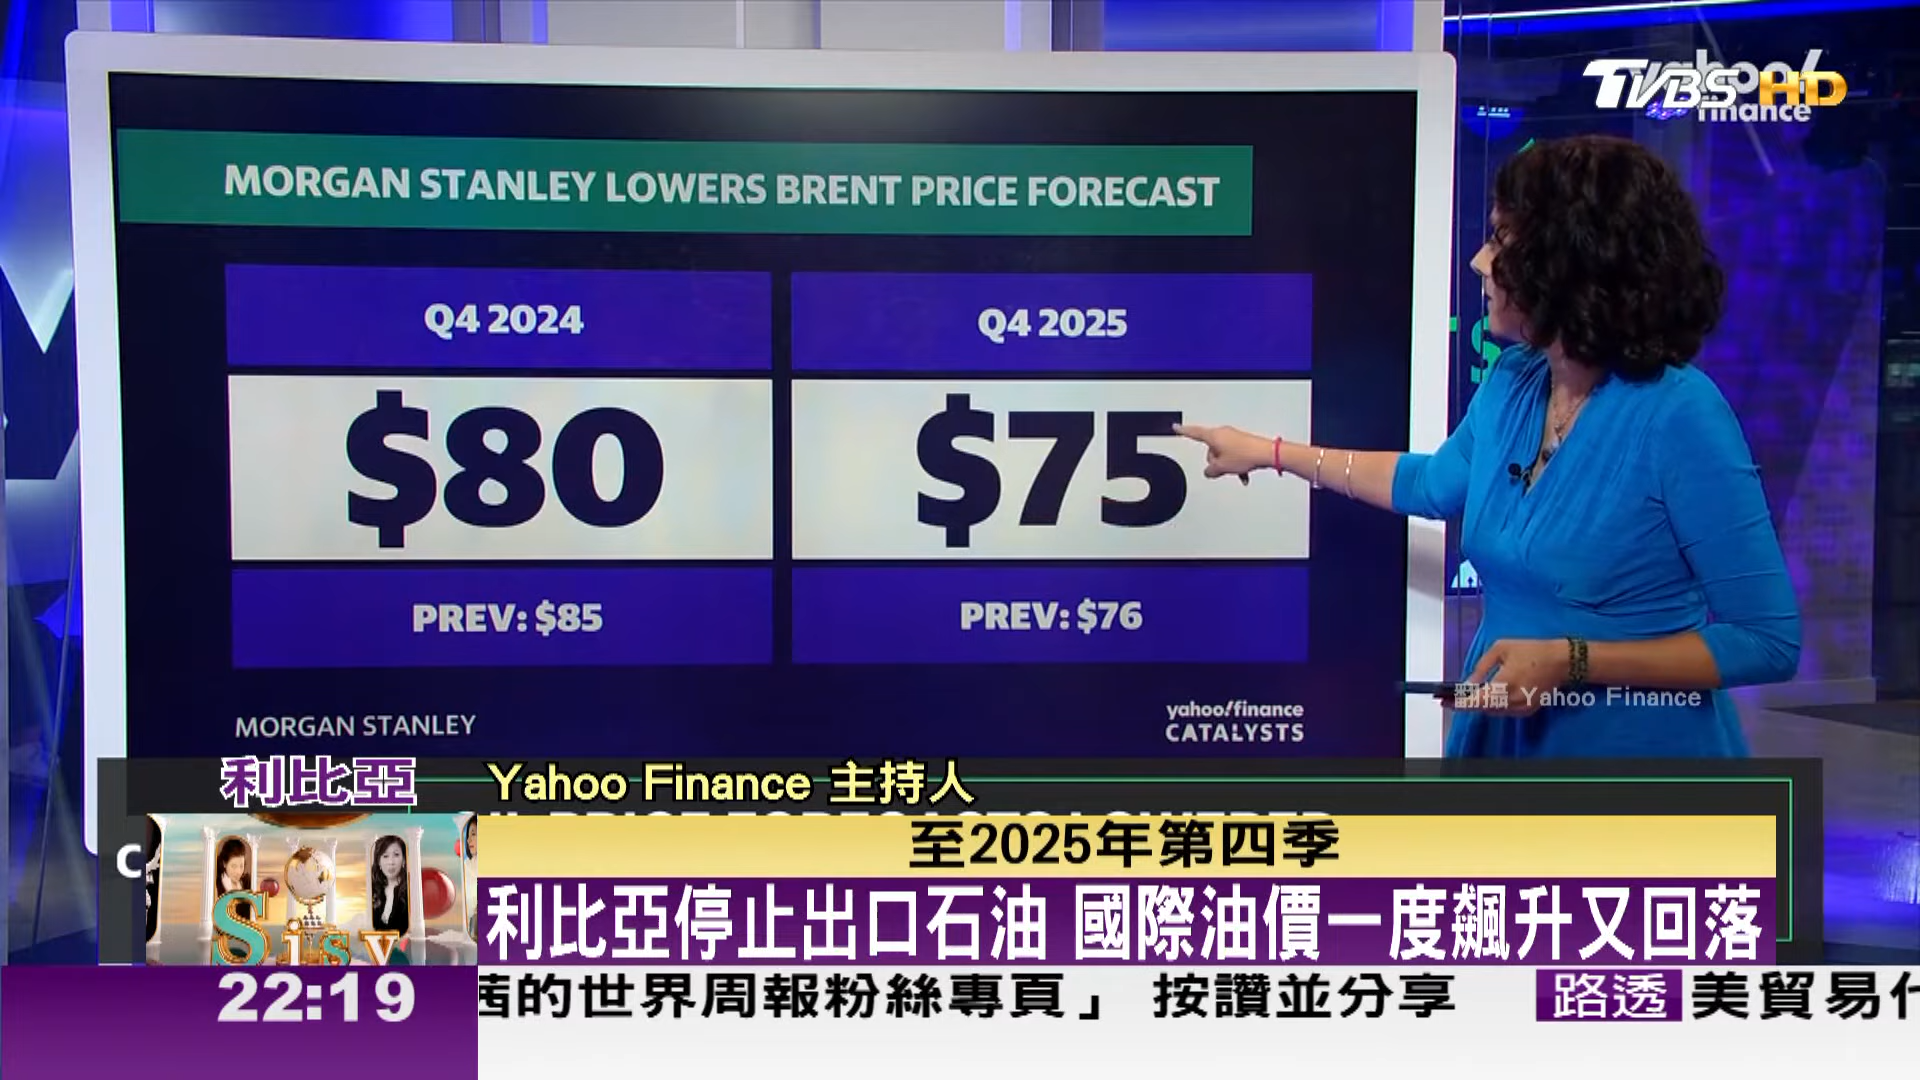 TVBS HD
yahoo!
finance
MORGAN STANLEY LOWERS BRENT PRICE FORECAST
Q4 2024
Q4 2025
$80
$75
PREV: $85
PREV: $76
MORGAN STANLEY
yahoo!finance
CATALYSTS
翻攝 Yahoo Finance
利比亞
Yahoo Finance 主持人
至2025年第四季
利比亞停止出口石油 國際油價一度飆升又回落
Sisy
22:19
茜的世界周報粉絲專頁」 按讚並分享
路透 美貿易